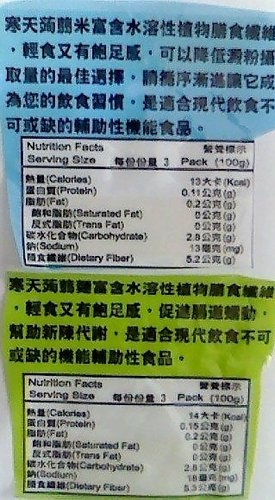 寒天蒟蒻米富含水溶性植物膳食纖維
，輕食又有飽足感，可以降低澱粉攝
取量的最佳選擇，請循序漸進讓它成
為您的飲食習慣，是適合現代飲食不
可或缺的輔助性機能食品。
Nutrition Facts 營養標示
Serving Size 每份份量 3 Pack (100g)
熱量(Calories) 13大卡(Kcal)
蛋白質(Protein) 0.11公克(g)
脂肪(Fat) 0.2公克(g)
飽和脂肪(Saturated Fat) 0公克(g)
反式脂肪(Trans Fat) 0公克(g)
碳水化合物(Carbohydrate) 2.8公克(g)
鈉(Sodium) 13毫克(mg)
膳食纖維(Dietary Fiber) 5.2公克(g)
寒天蒟蒻麵富含水溶性植物膳食纖維
，輕食又有飽足感，促進腸道蠕動，
幫助新陳代謝，是適合現代飲食不可
或缺的機能輔助性食品。
Nutrition Facts 營養標示
Serving Size 每份份量 3 Pack (100g)
熱量(Calories) 14大卡(Kcal)
蛋白質(Protein) 0.15公克(g)
脂肪(Fat) 0.2公克(g)
飽和脂肪(Saturated Fat) 0公克(g)
反式脂肪(Trans Fat) 0公克(g)
碳水化合物(Carbohydrate) 2.8公克(g)
鈉(Sodium) 18毫克(mg)
膳食纖維(Dietary Fiber) 5.3公克(g)